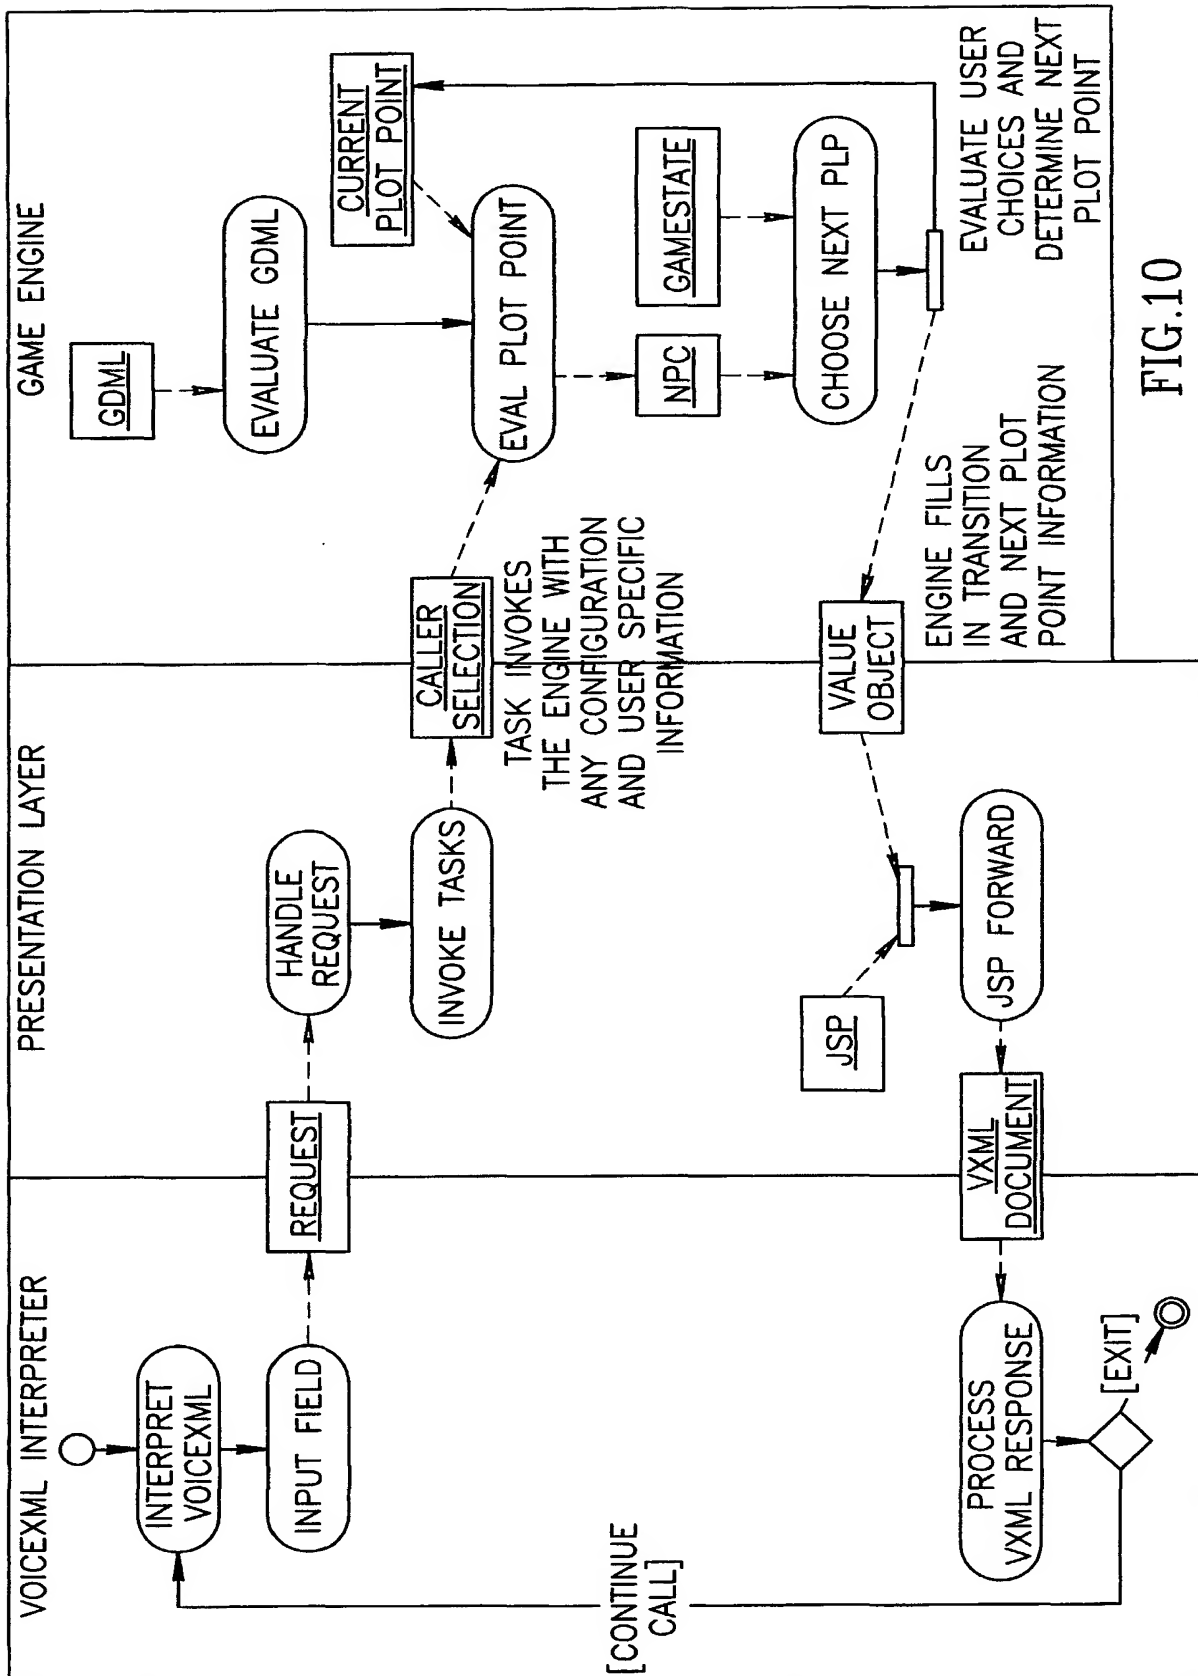 VOICEXML INTERPRETER
INTERPRET
VOICEXML
INPUT FIELD
[CONTINUE
CALL]
PROCESS
VXML RESPONSE
[EXIT]
REQUEST
VXML
DOCUMENT
PRESENTATION LAYER
HANDLE
REQUEST
INVOKE TASKS
JSP
JSP FORWARD
CALLER
SELECTION
TASK INVOKES
THE ENGINE WITH
ANY CONFIGURATION
AND USER SPECIFIC
INFORMATION
VALUE
OBJECT
GAME ENGINE
GDML
EVALUATE GDML
CURRENT
PLOT POINT
EVAL PLOT POINT
NPC
GAMESTATE
CHOOSE NEXT PLP
ENGINE FILLS
IN TRANSITION
AND NEXT PLOT
POINT INFORMATION
EVALUATE USER
CHOICES AND
DETERMINE NEXT
PLOT POINT
FIG.10